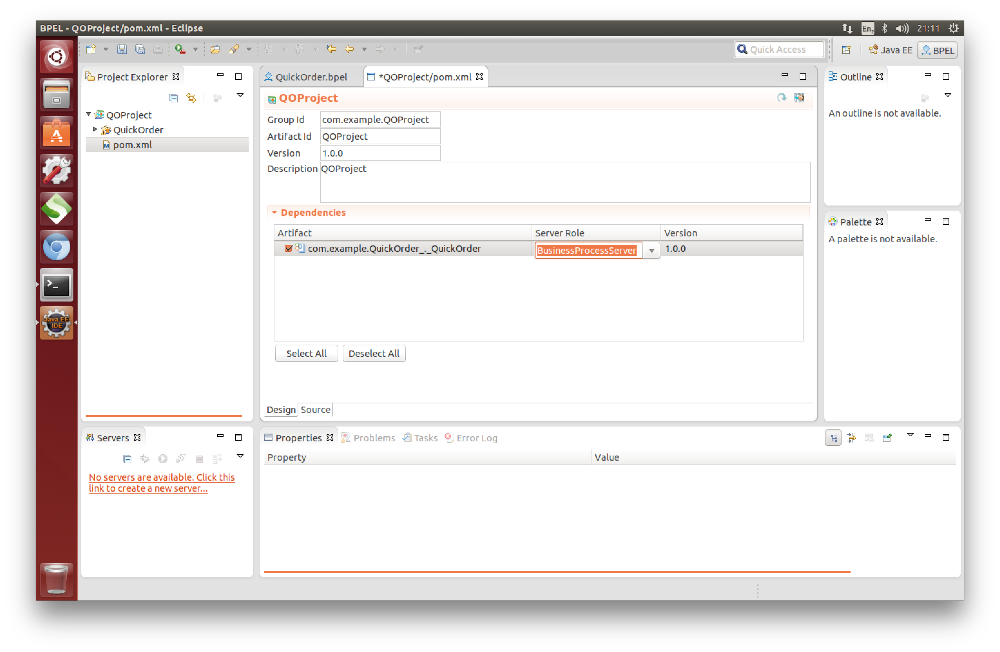 BPEL - QOProject/pom.xml - Eclipse
En₂ 21:11
Quick Access
Java EE
BPEL
Project Explorer
QOProject
QuickOrder
pom.xml
QuickOrder.bpel
*QOProject/pom.xml
QOProject
Group Id com.example.QOProject
Artifact Id QOProject
Version 1.0.0
Description QOProject
Dependencies
Artifact Server Role Version
com.example.QuickOrder_._QuickOrder BusinessProcessServer 1.0.0
Select All Deselect All
Design Source
Outline
An outline is not available.
Palette
A palette is not available.
Java EE
IDE
Servers
No servers are available. Click this
link to create a new server...
Properties Problems Tasks Error Log
Property Value